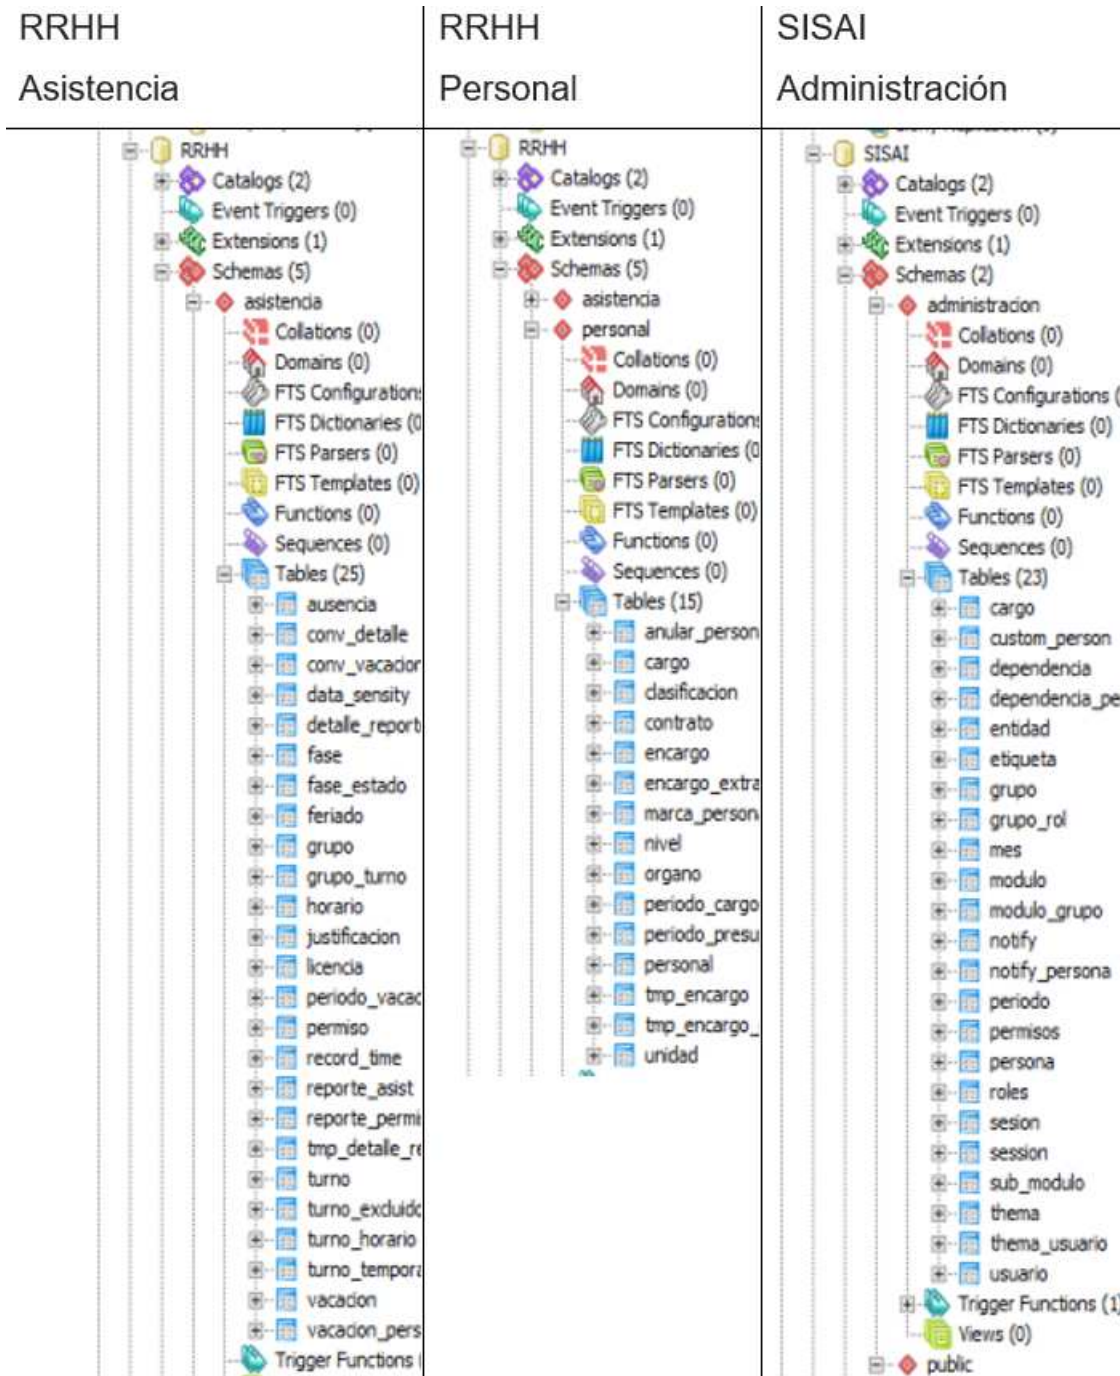 RRHH
Asistencia
RRHH
Catalogs (2)
Event Triggers (0)
Extensions (1)
Schemas (5)
asistencia
Collations (0)
Domains (0)
FTS Configurations
FTS Dictionaries (0
FTS Parsers (0)
FTS Templates (0)
Functions (0)
Sequences (0)
Tables (25)
ausencia
conv_detalle
conv_vacacion
data_sensity
detalle_report
fase
fase_estado
feriado
grupo
grupo_turno
horario
justificacion
licencia
periodo_vacac
permiso
record_time
reporte_asist
reporte_permi
tmp_detalle_re
turno
turno_excluido
turno_horario
turno_tempora
vacacion
vacacion_pers
Trigger Functions (
RRHH
Personal
RRHH
Catalogs (2)
Event Triggers (0)
Extensions (1)
Schemas (5)
asistencia
personal
Collations (0)
Domains (0)
FTS Configurations
FTS Dictionaries (0
FTS Parsers (0)
FTS Templates (0)
Functions (0)
Sequences (0)
Tables (15)
anular_person
cargo
clasificacion
contrato
encargo
encargo_extra
marca_person
nivel
organo
periodo_cargo
periodo_presu
personal
tmp_encargo
tmp_encargo_
unidad
SISAI
Administración
SISAI
Catalogs (2)
Event Triggers (0)
Extensions (1)
Schemas (2)
administracion
Collations (0)
Domains (0)
FTS Configurations (
FTS Dictionaries (0)
FTS Parsers (0)
FTS Templates (0)
Functions (0)
Sequences (0)
Tables (23)
cargo
custom_person
dependencia
dependencia_pe
entidad
etiqueta
grupo
grupo_rol
mes
modulo
modulo_grupo
notify
notify_persona
periodo
permisos
persona
roles
sesion
session
sub_modulo
thema
thema_usuario
usuario
Trigger Functions (1)
Views (0)
public